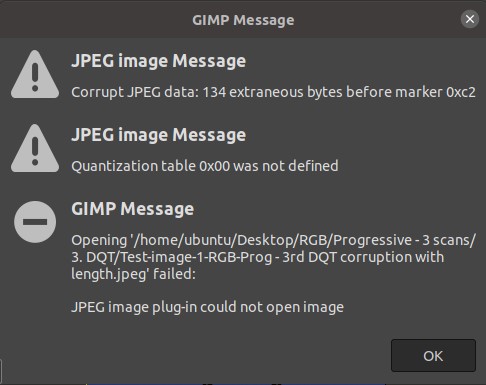 GIMP Message
JPEG image Message
Corrupt JPEG data: 134 extraneous bytes before marker 0xc2
JPEG image Message
Quantization table 0x00 was not defined
GIMP Message
Opening '/home/ubuntu/Desktop/RGB/Progressive - 3 scans/
3. DQT/Test-image-1-RGB-Prog - 3rd DQT corruption with
length.jpeg' failed:
JPEG image plug-in could not open image
OK